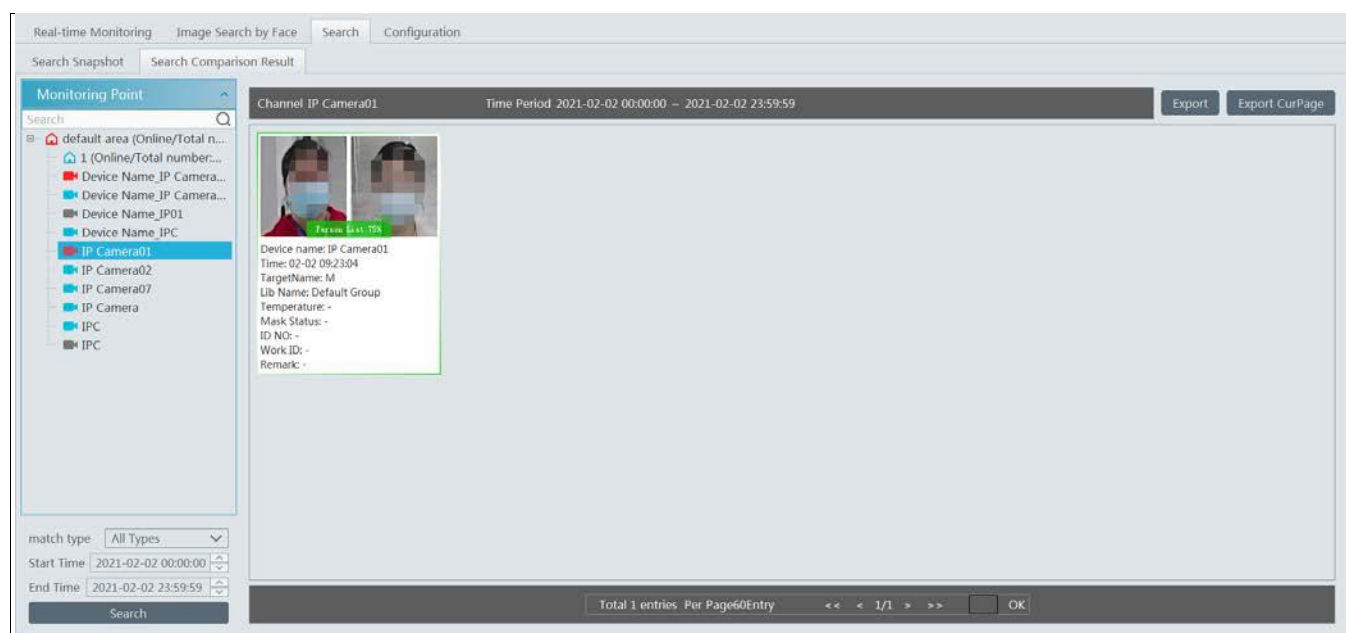 Real-time Monitoring Image Search by Face Search Configuration
Search Snapshot Search Comparison Result
Monitoring Point
Search
default area (Online/Total n...
1 (Online/Total number:...
Device Name_IP Camera...
Device Name_IP Camera...
Device Name_IP01
Device Name_IPC
IP Camera01
IP Camera02
IP Camera07
IP Camera
IPC
IPC
match type All Types
Start Time 2021-02-02 00:00:00
End Time 2021-02-02 23:59:59
Search
Channel IP Camera01 Time Period 2021-02-02 00:00:00 – 2021-02-02 23:59:59 Export Export CurPage
Person List 75%
Device name: IP Camera01
Time: 02-02 09:23:04
TargetName: M
Lib Name: Default Group
Temperature: -
Mask Status: -
ID NO: -
Work ID: -
Remark: -
Total 1 entries Per Page60Entry << < 1/1 > >> OK